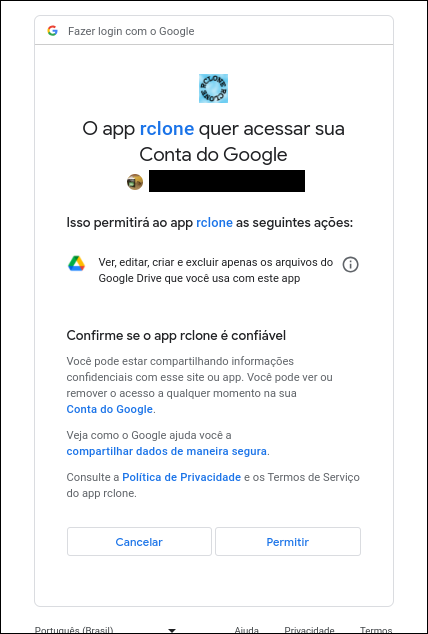 Fazer login com o Google
RCLONE RCLONE
O app rclone quer acessar sua
Conta do Google
Isso permitirá ao app rclone as seguintes ações:
Ver, editar, criar e excluir apenas os arquivos do
Google Drive que você usa com este app
Confirme se o app rclone é confiável
Você pode estar compartilhando informações
confidenciais com esse site ou app. Você pode ver ou
remover o acesso a qualquer momento na sua
Conta do Google.
Veja como o Google ajuda você a
compartilhar dados de maneira segura.
Consulte a Política de Privacidade e os Termos de Serviço
do app rclone.
Cancelar Permitir
Português (Brasil) Ajuda Privacidade Termos